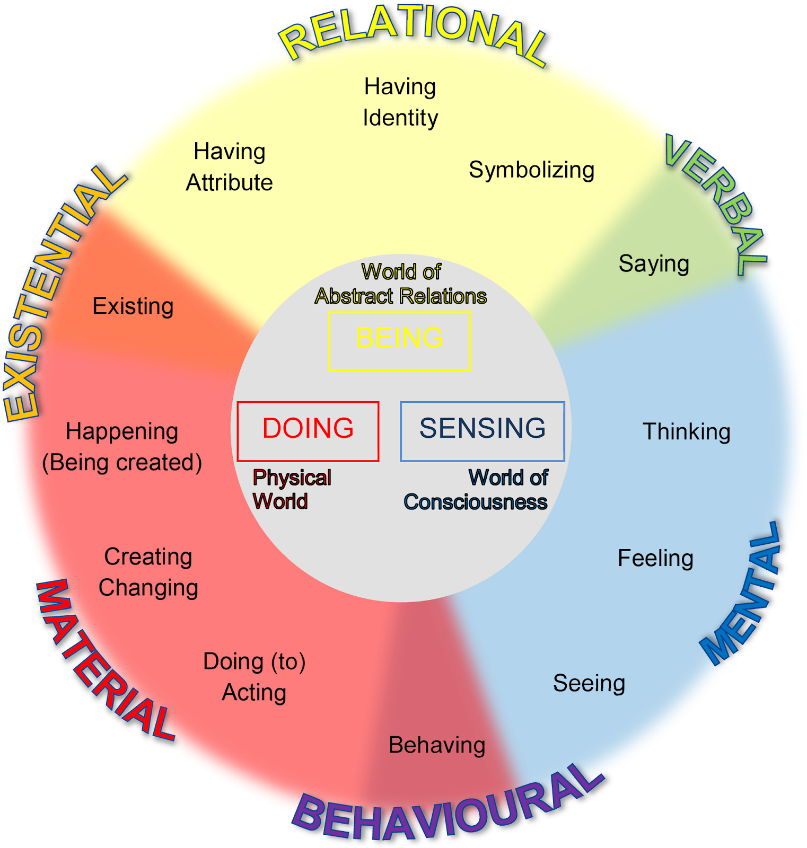 RELATIONAL
Having
Identity
Having
Attribute
Symbolizing
VERBAL
Saying
EXISTENTIAL
Existing
World of
Abstract Relations
BEING
DOING
SENSING
Physical
World
World of
Consciousness
Happening
(Being created)
Thinking
Creating
Changing
Feeling
MENTAL
MATERIAL
Doing (to)
Acting
Seeing
Behaving
BEHAVIOURAL